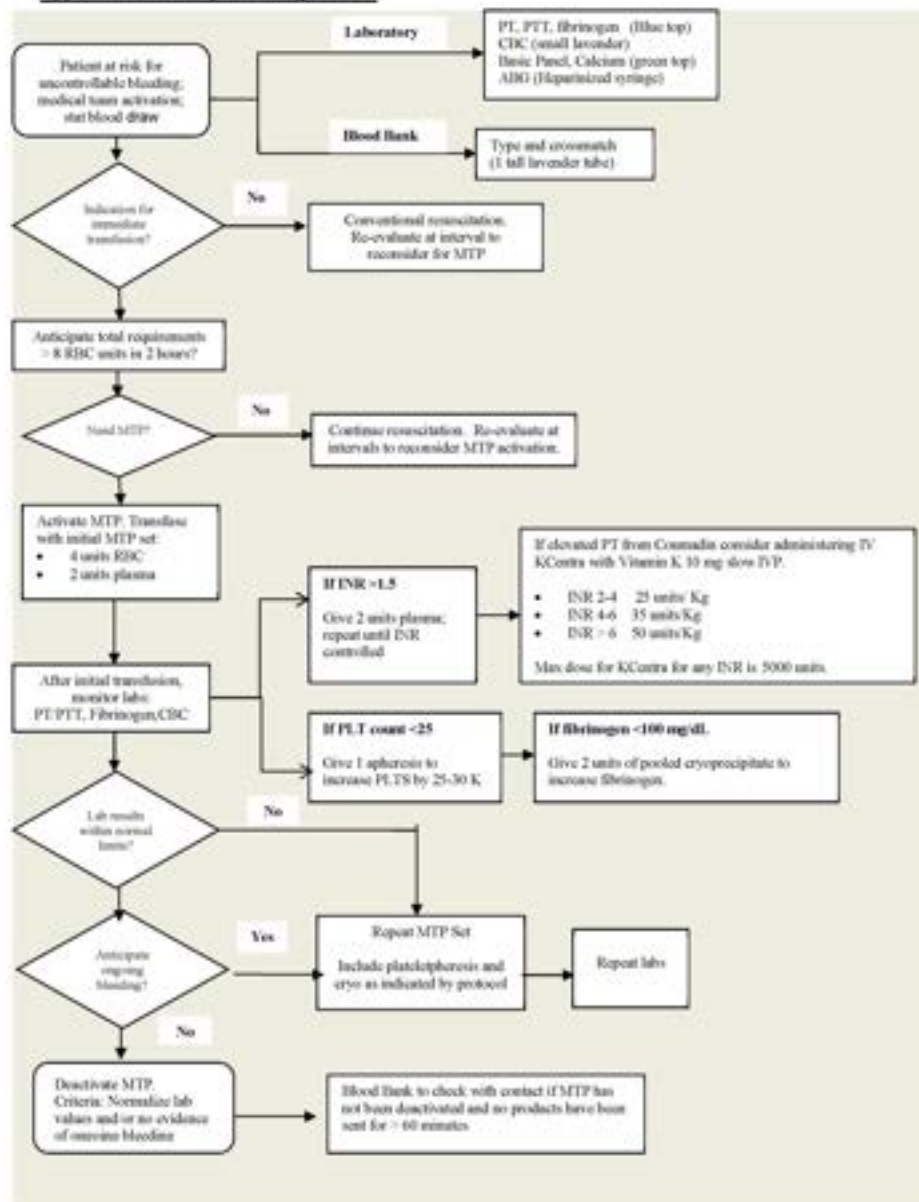 Laboratory
PT, PTT, fibrinogen (Blue top)
CBC (small lavender)
Basic Panel, Calcium (green top)
ABG (Heparinized syringe)
Patient at risk for
uncontrollable bleeding;
medical team activation;
stat blood draw
Blood Bank
Type and crossmatch
(1 tall lavender tube)
Indication for
immediate
transfusion?
No
Conventional resuscitation.
Re-evaluate at interval to
reconsider for MTP
Anticipate total requirements
> 8 RBC units in 2 hours?
Need MTP?
No
Continue resuscitation. Re-evaluate at
intervals to reconsider MTP activation.
Activate MTP. Transfuse
with initial MTP set:
• 4 units RBC
• 2 units plasma
If INR >1.5
Give 2 units plasma;
repeat until INR
controlled
If elevated PT from Coumadin consider administering IV
KCentra with Vitamin K 10 mg slow IVP.
• INR 2-4 25 units/ Kg
• INR 4-6 35 units/Kg
• INR > 6 50 units/Kg
Max dose for KCentra for any INR is 5000 units.
After initial transfusion,
monitor labs:
PT/PTT, Fibrinogen,CBC
If PLT count <25
Give 1 apheresis to
increase PLTS by 25-30 K
If fibrinogen <100 mg/dL
Give 2 units of pooled cryoprecipitate to
increase fibrinogen.
Lab results
within normal
limits?
No
Anticipate
ongoing
bleeding?
Yes
Repeat MTP Set
Include plateletpheresis and
cryo as indicated by protocol
Repeat labs
No
Deactivate MTP.
Criteria: Normalize lab
values and/or no evidence
of ongoing bleeding
Blood Bank to check with contact if MTP has
not been deactivated and no products have been
sent for > 60 minutes